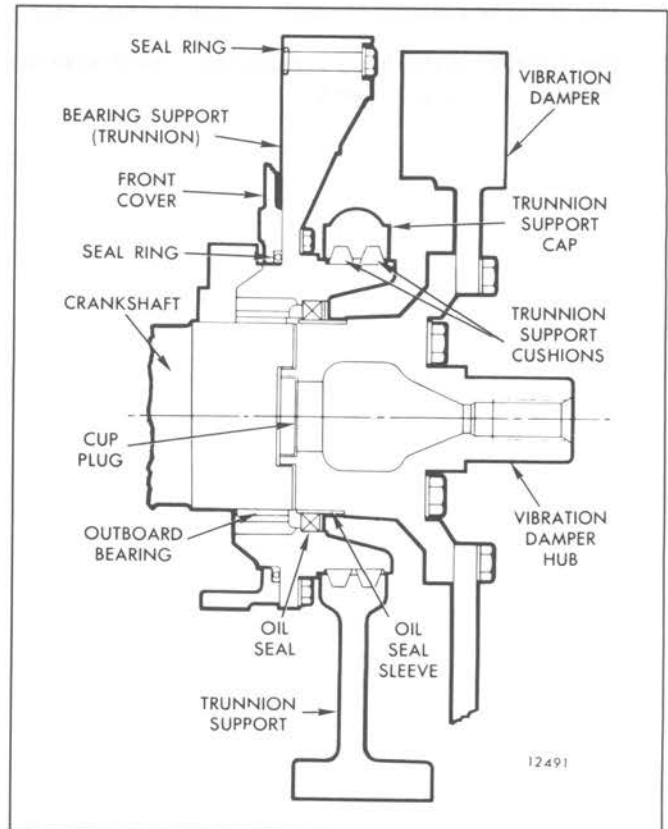 SEAL RING
BEARING SUPPORT
(TRUNNION)
FRONT
COVER
SEAL RING
CRANKSHAFT
CUP
PLUG
OUTBOARD
BEARING
OIL
SEAL
TRUNNION
SUPPORT
OIL
SEAL
SLEEVE
VIBRATION
DAMPER
TRUNNION
SUPPORT
CAP
TRUNNION
SUPPORT
CUSHIONS
VIBRATION
DAMPER
HUB
12491